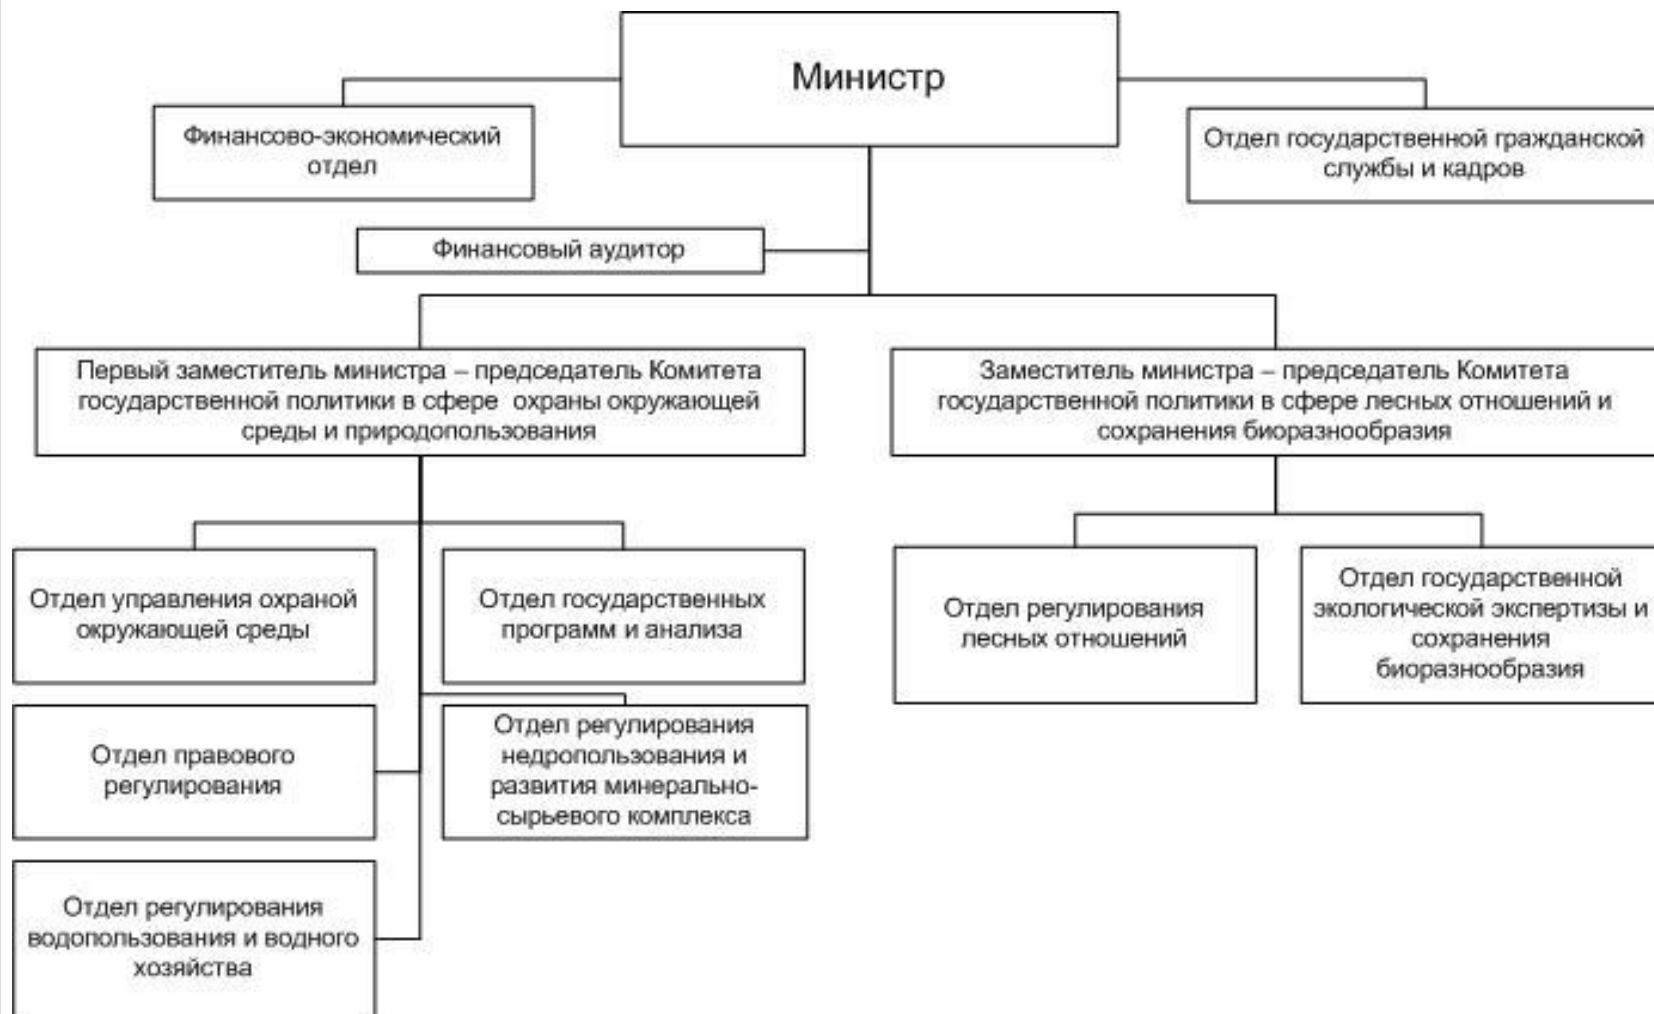 Министр
Финансово-экономический
отдел
Отдел государственной гражданской
службы и кадров
Финансовый аудитор
Первый заместитель министра – председатель Комитета
государственной политики в сфере охраны окружающей
среды и природопользования
Заместитель министра – председатель Комитета
государственной политики в сфере лесных отношений и
сохранения биоразнообразия
Отдел управления охраной
окружающей среды
Отдел государственных
программ и анализа
Отдел регулирования
лесных отношений
Отдел государственной
экологической экспертизы и
сохранения
биоразнообразия
Отдел правового
регулирования
Отдел регулирования
недропользования и
развития минерально-
сырьевого комплекса
Отдел регулирования
водопользования и водного
хозяйства